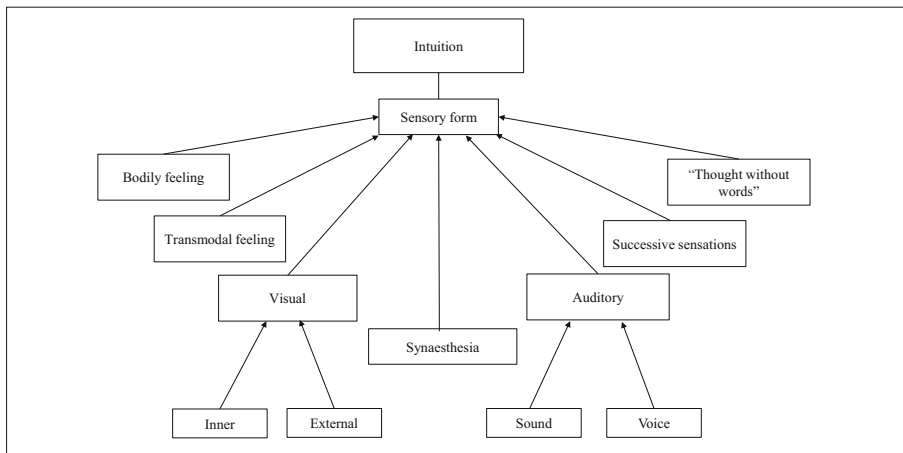 Intuition
Sensory form
Bodily feeling
“Thought without
words”
Transmodal feeling
Successive sensations
Visual
Auditory
Synaesthesia
Inner
External
Sound
Voice